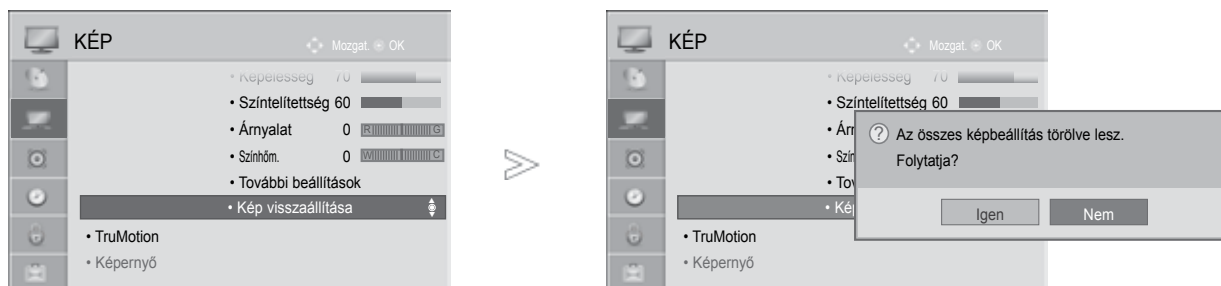 KÉP
Mozgat. OK
• Képélesség 70
• Színtelítettség 60
• Árnyalat 0 R G
• Színhőm. 0 W C
• További beállítások
• Kép visszaállítása
• TruMotion
• Képernyő
KÉP
Mozgat. OK
• Képélesség 70
• Színtelítettség 60
• Árn
• Szín
• Tov
• Kép
• TruMotion
• Képernyő
? Az összes képbeállítás törölve lesz.
Folytatja?
Igen Nem